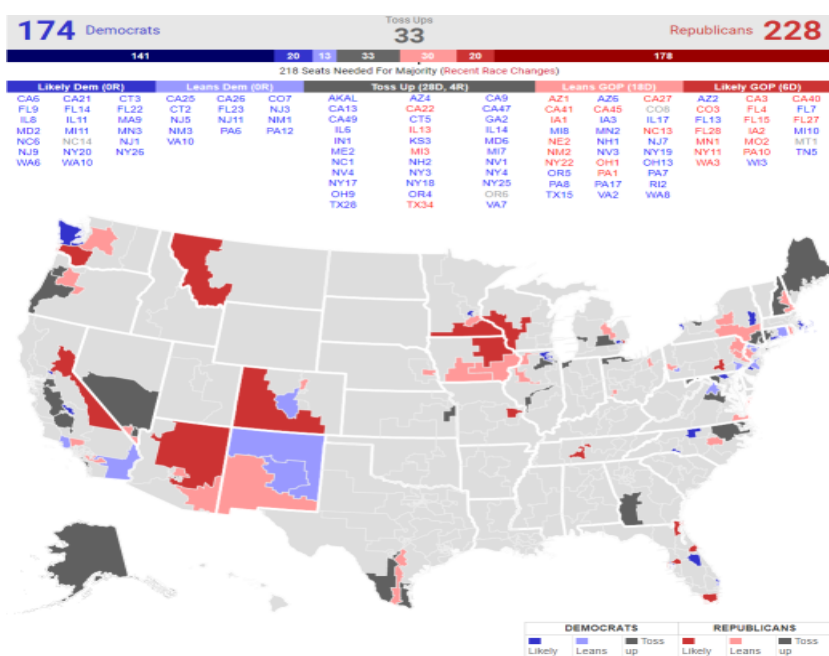 174 Democrats Toss Ups 33 Republicans 228
141 20 13 33 30 20 178
218 Seats Needed For Majority (Recent Race Changes)
Likely Dem (0R) Leans Dem (0R) Toss Up (28D, 4R) Leans GOP (18D) Likely GOP (6D)
CA6 CA21 CT3 CA25 CA26 CO7 AKAL AZ4 CA9 AZ1 AZ6 CA27 AZ2 CA3 CA40
FL9 FL14 FL22 CT2 FL23 NJ3 CA13 CA22 CA47 CA41 CA45 CO8 CO3 FL4 FL7
IL8 IL11 MA9 NJ5 NJ11 NM1 CA49 CT5 GA2 IA1 IA3 IL17 FL13 FL15 FL27
MD2 MI11 MN3 NM3 PA6 PA12 IL6 IL13 IL14 MI8 MN2 NC13 FL28 IA2 MI10
NC6 NC14 NJ1 VA10 IN1 KS3 MD6 NE2 NH1 NJ7 MN1 MO2 MT1
NJ9 NY20 NY26 ME2 MI3 MI7 NM2 NV3 NY19 NY11 PA10 TN5
WA6 WA10 NC1 NH2 NV1 NY22 OH1 OH13 WA3 WI3
NV4 NY3 NY4 OR5 PA1 PA7
NY17 NY18 NY25 PA8 PA17 RI2
OH9 OR4 OR6 TX15 VA2 WA8
TX28 TX34 VA7
DEMOCRATS REPUBLICANS
Likely Leans Toss up Likely Leans Toss up